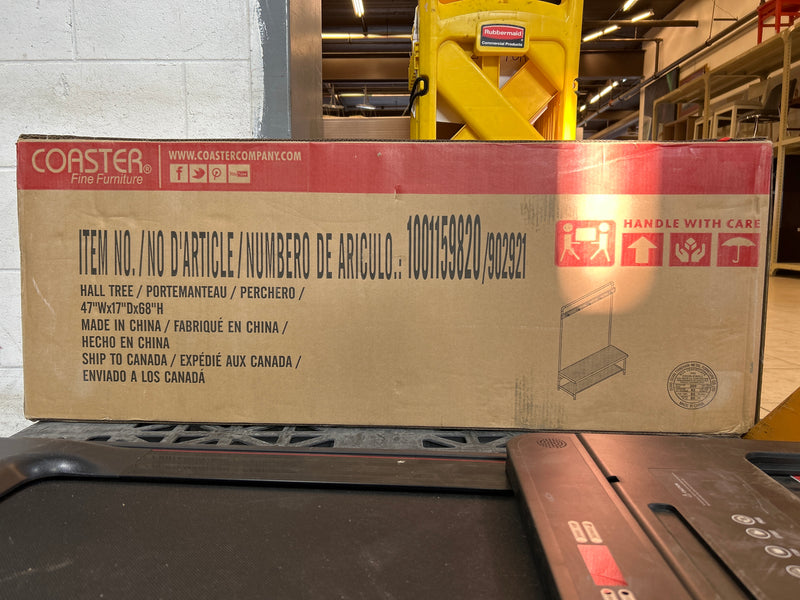 Rubbermaid
Commercial Products
COASTER®
Fine Furniture
WWW.COASTERCOMPANY.COM
HANDLE WITH CARE
ITEM NO./NO D'ARTICLE/NUMBERO DE ARICULO.: 1001159820/902921
HALL TREE / PORTEMANTEAU / PERCHERO /
47"Wx17"Dx68"H
MADE IN CHINA / FABRIQUÉ EN CHINA /
HECHO EN CHINA
SHIP TO CANADA / EXPÉDIÉ AUX CANADA /
ENVIADO A LOS CANADÁ